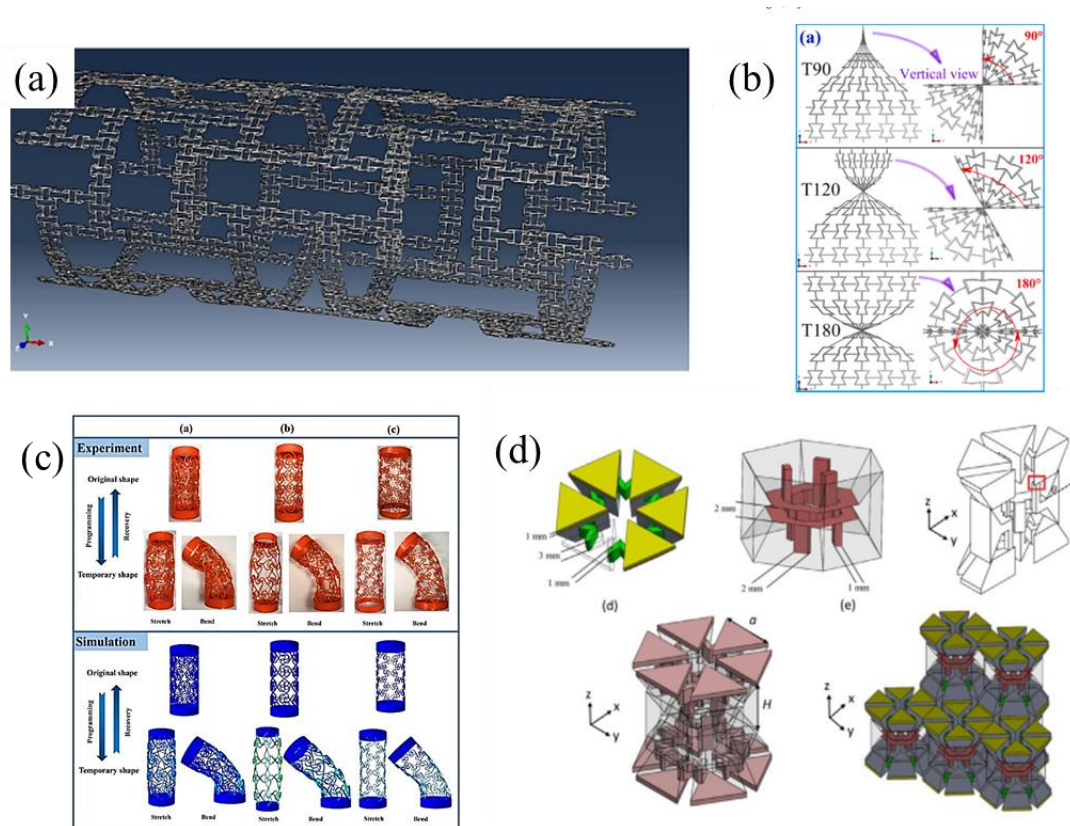 (a)
Y
X
Z
(b)
(a)
T90
Vertical view
90°
T120
120°
T180
180°
(c)
(a)
(b)
(c)
Experiment
Original shape
Programming
Recovery
Temporary shape
Stretch
Bend
Stretch
Bend
Stretch
Bend
Simulation
Original shape
Programming
Recovery
Temporary shape
Stretch
Bend
Stretch
Bend
Stretch
Bend
(d)
1 mm
3 mm
1 mm
(d)
2 mm
2 mm
1 mm
(e)
z
x
y
θ
z
x
y
a
H
z
x
y